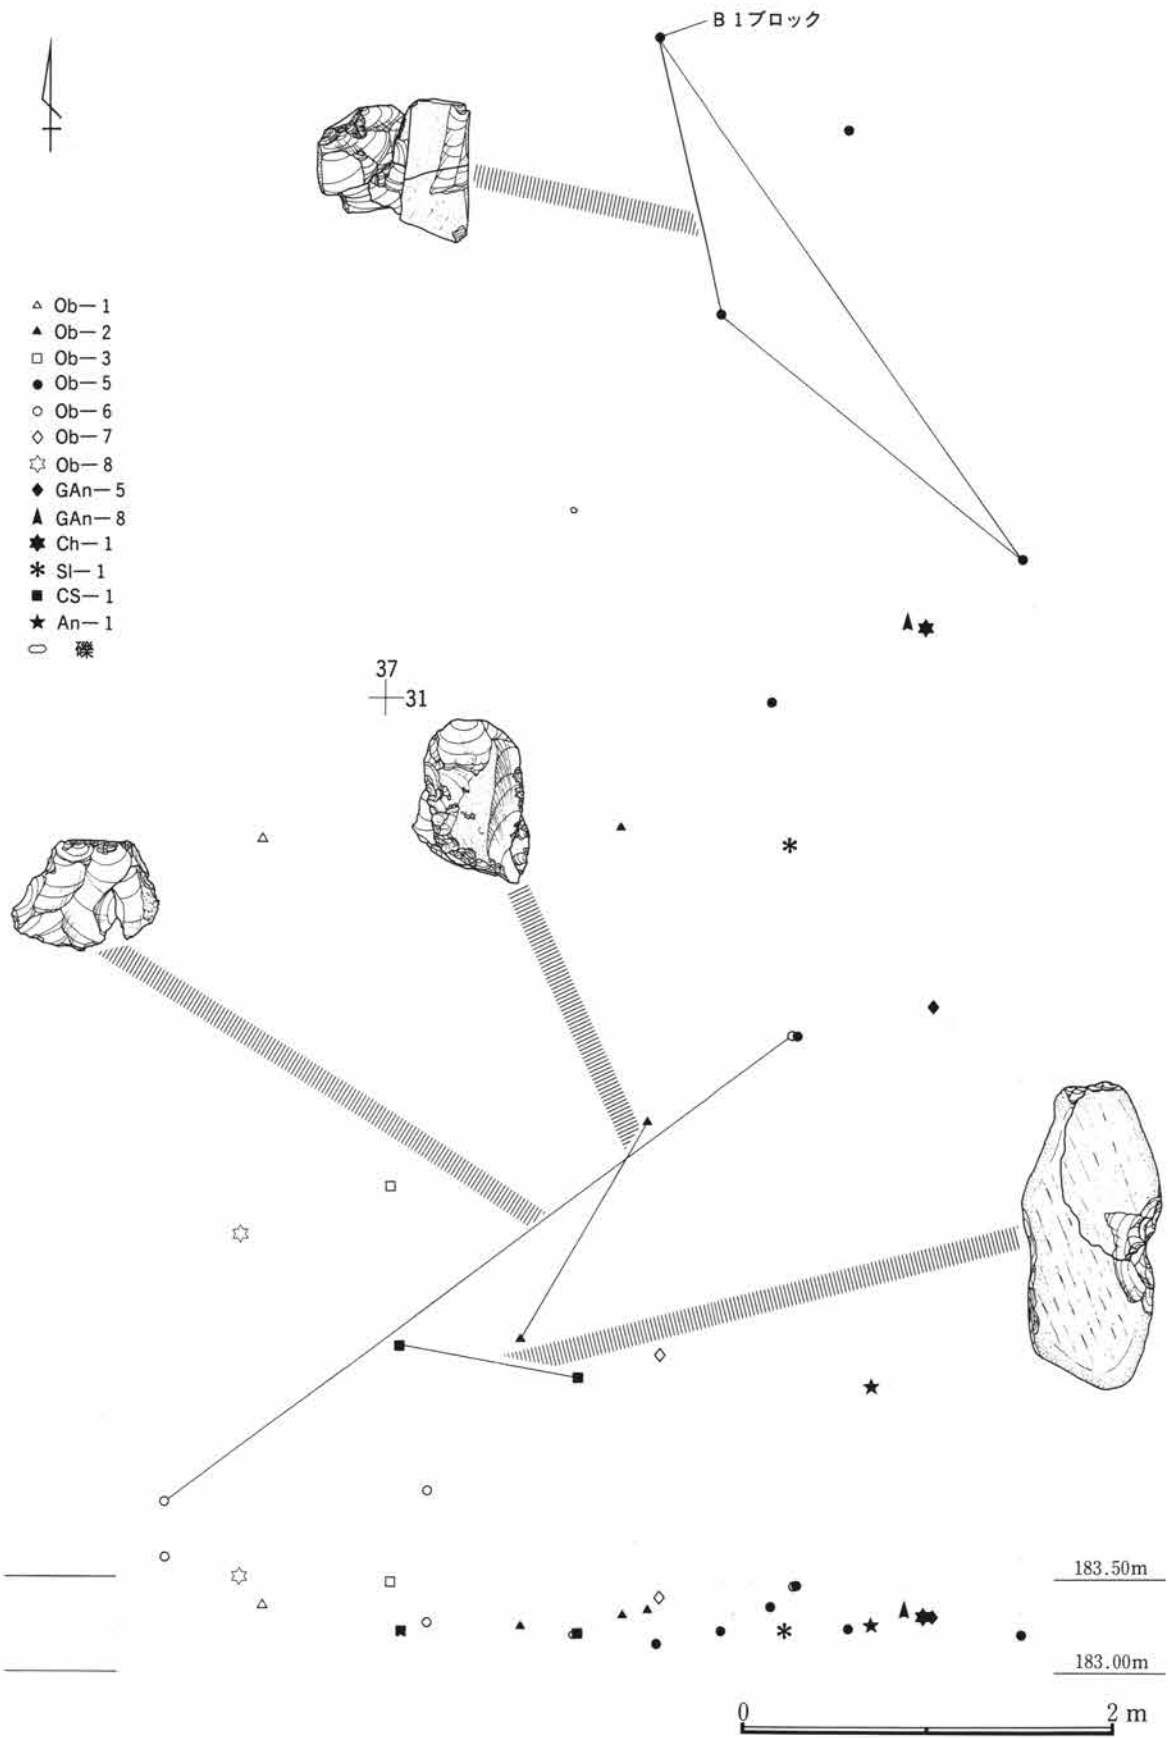 B 1ブロック
Ob—1
Ob—2
Ob—3
Ob—5
Ob—6
Ob—7
Ob—8
GAn—5
GAn—8
Ch—1
Sl—1
CS—1
An—1
礫
37
31
183.50m
183.00m
0 2 m